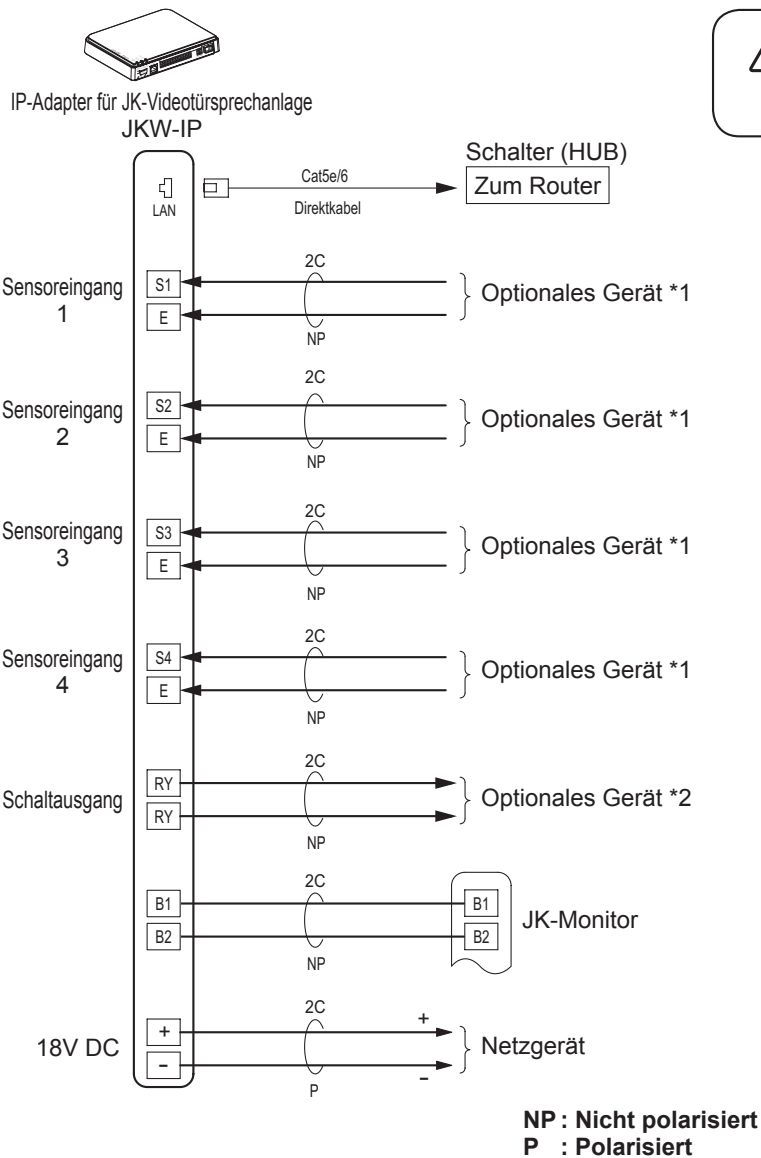 IP-Adapter für JK-Videotürsprechanlage
JKW-IP
Schalter (HUB)
LAN
Cat5e/6
Direktkabel
Zum Router
Sensoreingang
1
S1
E
2C
NP
Optionales Gerät *1
Sensoreingang
2
S2
E
2C
NP
Optionales Gerät *1
Sensoreingang
3
S3
E
2C
NP
Optionales Gerät *1
Sensoreingang
4
S4
E
2C
NP
Optionales Gerät *1
Schaltausgang
RY
RY
2C
NP
Optionales Gerät *2
B1
B2
2C
NP
B1
B2
JK-Monitor
18V DC
+
−
2C
P
+
−
Netzgerät
NP : Nicht polarisiert
P : Polarisiert